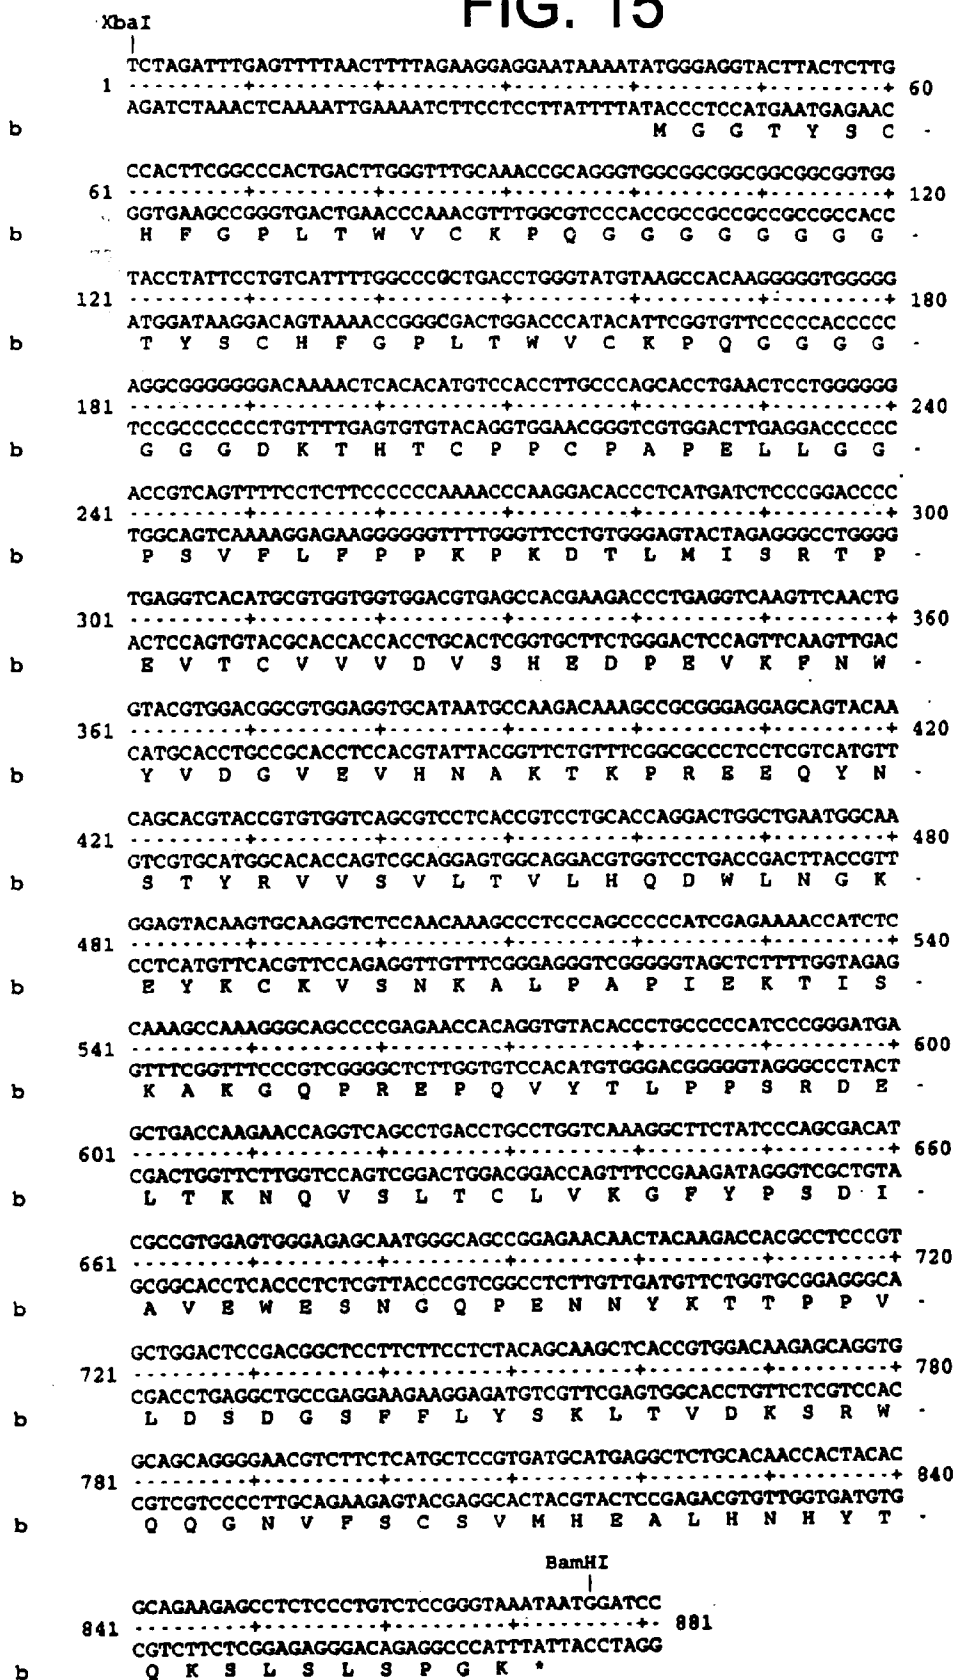 FIG. 15
XbaI
TCTAGATTTGAGTTTTAACTTTTAGAAGGAGGAATAAAATATGGGAGGTACTTACTCTTG
1 ---------+---------+---------+---------+---------+---------+ 60
AGATCTAAACTCAAAATTGAAAATCTTCCTCCTTATTTTATACCCTCCATGAATGAGAAC
b M G G T Y S C -
CCACTTCGGCCCACTGACTTGGGTTTGCAAACCGCAGGGTGGCGGCGGCGGCGGCGGTGG
61 ---------+---------+---------+---------+---------+---------+ 120
GGTGAAGCCGGGTGACTGAACCCAAACGTTTGGCGTCCCACCGCCGCCGCCGCCGCCACC
b H F G P L T W V C K P Q G G G G G G G -
TACCTATTCCTGTCATTTTGGCCCGCTGACCTGGGTATGTAAGCCACAAGGGGGTGGGGG
121 ---------+---------+---------+---------+---------+---------+ 180
ATGGATAAGGACAGTAAAACCGGGCGACTGGACCCATACATTCGGTGTTCCCCCACCCCC
b T Y S C H F G P L T W V C K P Q G G G G -
AGGCGGGGGGGACAAAACTCACACATGTCCACCTTGCCCAGCACCTGAACTCCTGGGGGG
181 ---------+---------+---------+---------+---------+---------+ 240
TCCGCCCCCCCTGTTTTGAGTGTGTACAGGTGGAACGGGTCGTGGACTTGAGGACCCCCC
b G G G D K T H T C P P C P A P E L L G G -
ACCGTCAGTTTTCCTCTTCCCCCCAAAACCCAAGGACACCCTCATGATCTCCCGGACCCC
241 ---------+---------+---------+---------+---------+---------+ 300
TGGCAGTCAAAAGGAGAAGGGGGGTTTTGGGTTCCTGTGGGAGTACTAGAGGGCCTGGGG
b P S V F L F P P K P K D T L M I S R T P -
TGAGGTCACATGCGTGGTGGTGGACGTGAGCCACGAAGACCCTGAGGTCAAGTTCAACTG
301 ---------+---------+---------+---------+---------+---------+ 360
ACTCCAGTGTACGCACCACCACCTGCACTCGGTGCTTCTGGGACTCCAGTTCAAGTTGAC
b E V T C V V V D V S H E D P E V K F N W -
GTACGTGGACGGCGTGGAGGTGCATAATGCCAAGACAAAGCCGCGGGAGGAGCAGTACAA
361 ---------+---------+---------+---------+---------+---------+ 420
CATGCACCTGCCGCACCTCCACGTATTACGGTTCTGTTTCGGCGCCCTCCTCGTCATGTT
b Y V D G V E V H N A K T K P R E E Q Y N -
CAGCACGTACCGTGTGGTCAGCGTCCTCACCGTCCTGCACCAGGACTGGCTGAATGGCAA
421 ---------+---------+---------+---------+---------+---------+ 480
GTCGTGCATGGCACACCAGTCGCAGGAGTGGCAGGACGTGGTCCTGACCGACTTACCGTT
b S T Y R V V S V L T V L H Q D W L N G K -
GGAGTACAAGTGCAAGGTCTCCAACAAAGCCCTCCCAGCCCCCATCGAGAAAACCATCTC
481 ---------+---------+---------+---------+---------+---------+ 540
CCTCATGTTCACGTTCCAGAGGTTGTTTCGGGAGGGTCGGGGGTAGCTCTTTTGGTAGAG
b E Y K C K V S N K A L P A P I E K T I S -
CAAAGCCAAAGGGCAGCCCCGAGAACCACAGGTGTACACCCTGCCCCCATCCCGGGATGA
541 ---------+---------+---------+---------+---------+---------+ 600
GTTTCGGTTTCCCGTCGGGGCTCTTGGTGTCCACATGTGGGACGGGGGTAGGGCCCTACT
b K A K G Q P R E P Q V Y T L P P S R D E -
GCTGACCAAGAACCAGGTCAGCCTGACCTGCCTGGTCAAAGGCTTCTATCCCAGCGACAT
601 ---------+---------+---------+---------+---------+---------+ 660
CGACTGGTTCTTGGTCCAGTCGGACTGGACGGACCAGTTTCCGAAGATAGGGTCGCTGTA
b L T K N Q V S L T C L V K G F Y P S D I -
CGCCGTGGAGTGGGAGAGCAATGGGCAGCCGGAGAACAACTACAAGACCACGCCTCCCGT
661 ---------+---------+---------+---------+---------+---------+ 720
GCGGCACCTCACCCTCTCGTTACCCGTCGGCCTCTTGTTGATGTTCTGGTGCGGAGGGCA
b A V E W E S N G Q P E N N Y K T T P P V -
GCTGGACTCCGACGGCTCCTTCTTCCTCTACAGCAAGCTCACCGTGGACAAGAGCAGGTG
721 ---------+---------+---------+---------+---------+---------+ 780
CGACCTGAGGCTGCCGAGGAAGAAGGAGATGTCGTTCGAGTGGCACCTGTTCTCGTCCAC
b L D S D G S F F L Y S K L T V D K S R W -
GCAGCAGGGGAACGTCTTCTCATGCTCCGTGATGCATGAGGCTCTGCACAACCACTACAC
781 ---------+---------+---------+---------+---------+---------+ 840
CGTCGTCCCCTTGCAGAAGAGTACGAGGCACTACGTACTCCGAGACGTGTTGGTGATGTG
b Q Q G N V F S C S V M H E A L H N H Y T -
BamHI
GCAGAAGAGCCTCTCCCTGTCTCCGGGTAAATAATGGATCC
841 ---------+---------+---------+---------+- 881
CGTCTTCTCGGAGAGGGACAGAGGCCCATTTATTACCTAGG
b Q K S L S L S P G K *